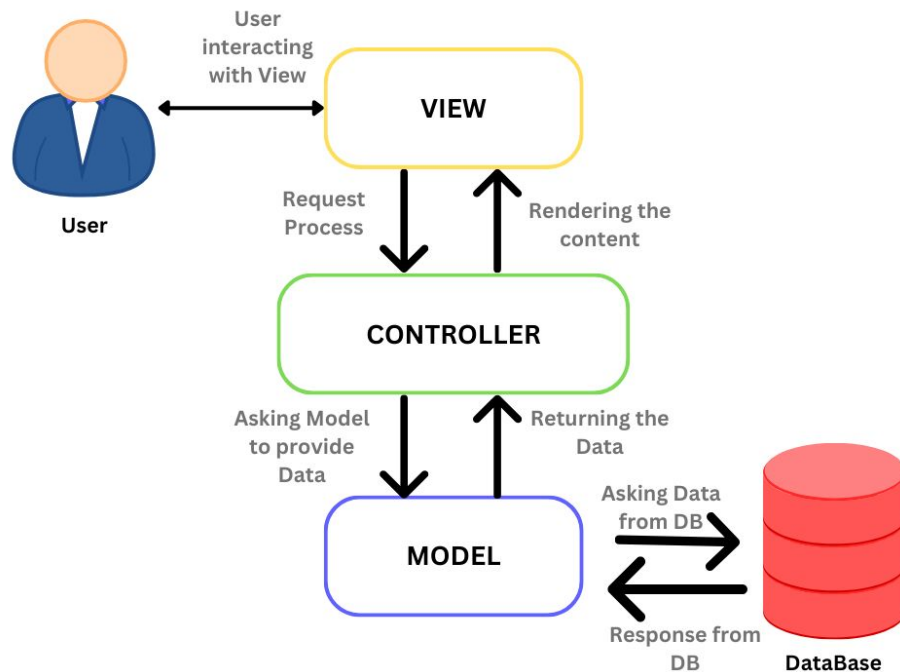 User
interacting
with View
VIEW
User
Request
Process
Rendering the
content
CONTROLLER
Asking Model
to provide
Data
Returning the
Data
MODEL
Asking Data
from DB
Response from
DB
DataBase